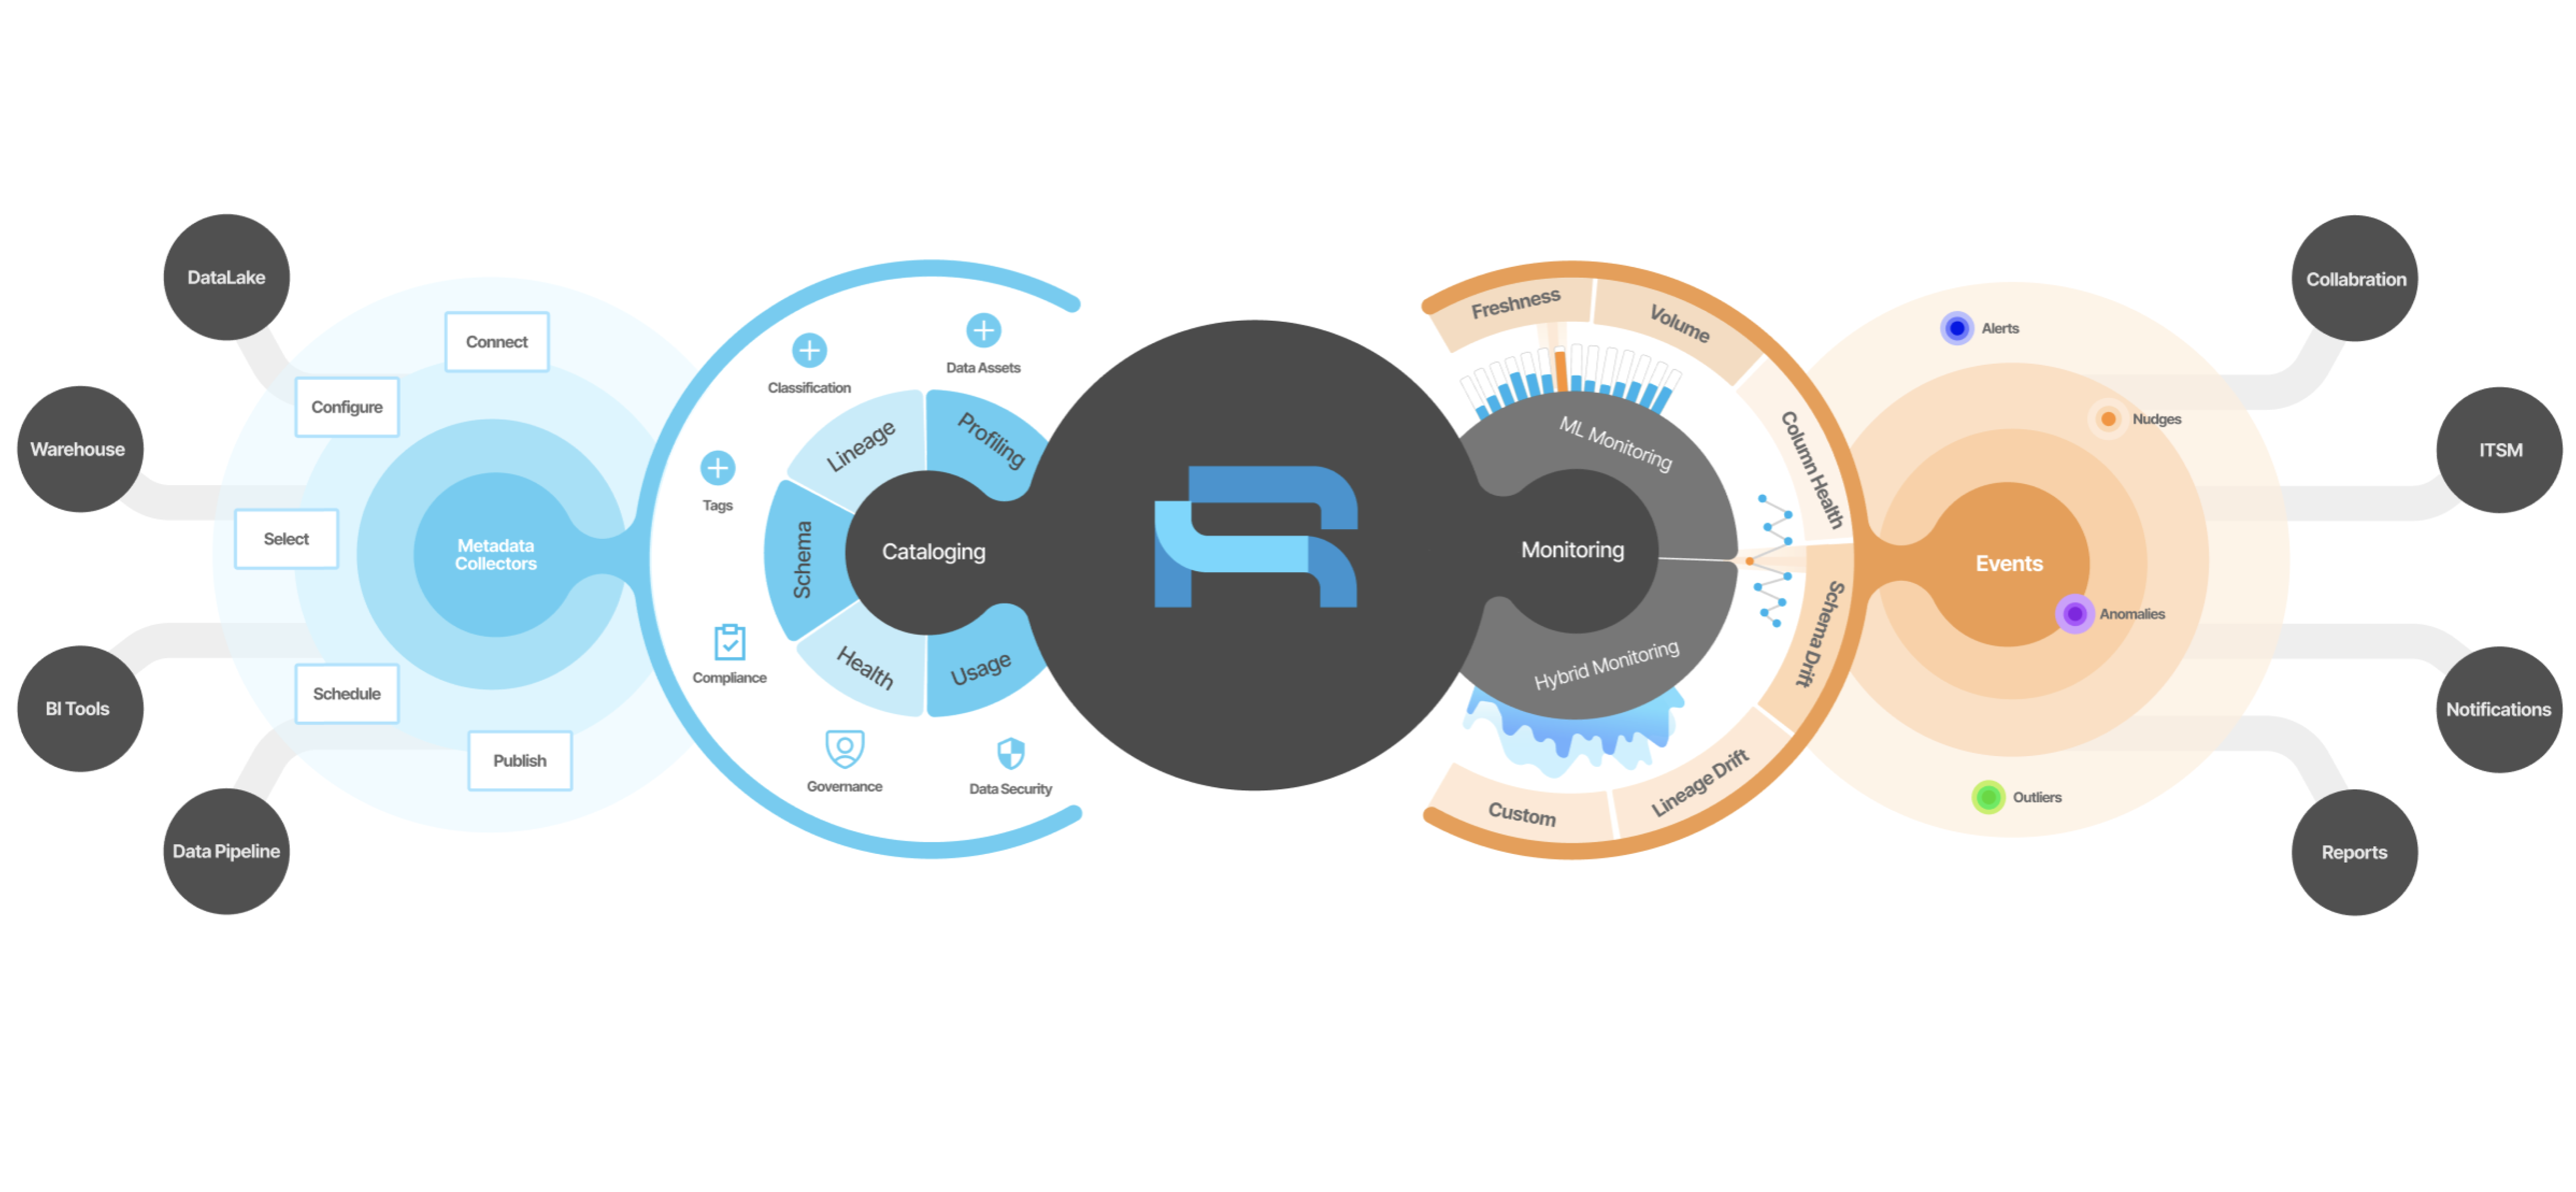 DataLake
Warehouse
BI Tools
Data Pipeline
Connect
Configure
Select
Schedule
Publish
Metadata
Collectors
Classification
Data Assets
Tags
Compliance
Governance
Data Security
Lineage
Profiling
Schema
Health
Usage
Cataloging
Monitoring
ML Monitoring
Hybrid Monitoring
Freshness
Volume
Column Health
Schema Drift
Lineage Drift
Custom
Events
Alerts
Nudges
Anomalies
Outliers
Collabration
ITSM
Notifications
Reports